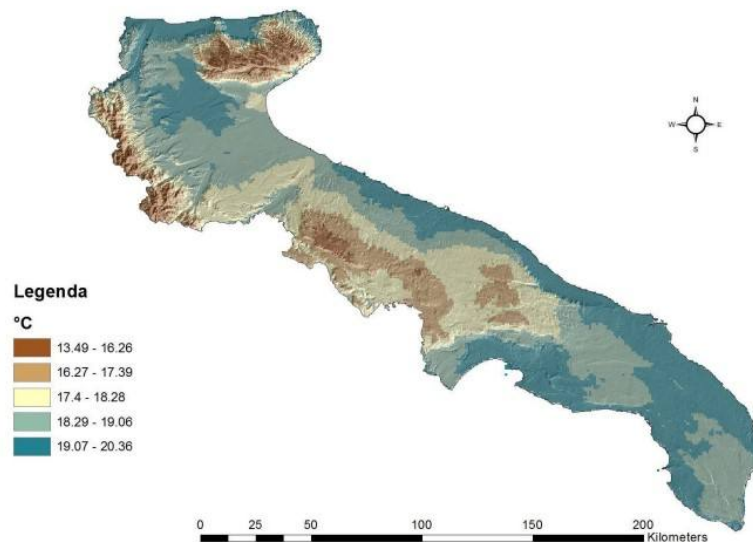 N
W E
S
Legenda
°C
13.49 - 16.26
16.27 - 17.39
17.4 - 18.28
18.29 - 19.06
19.07 - 20.36
0 25 50 100 150 200
Kilometers